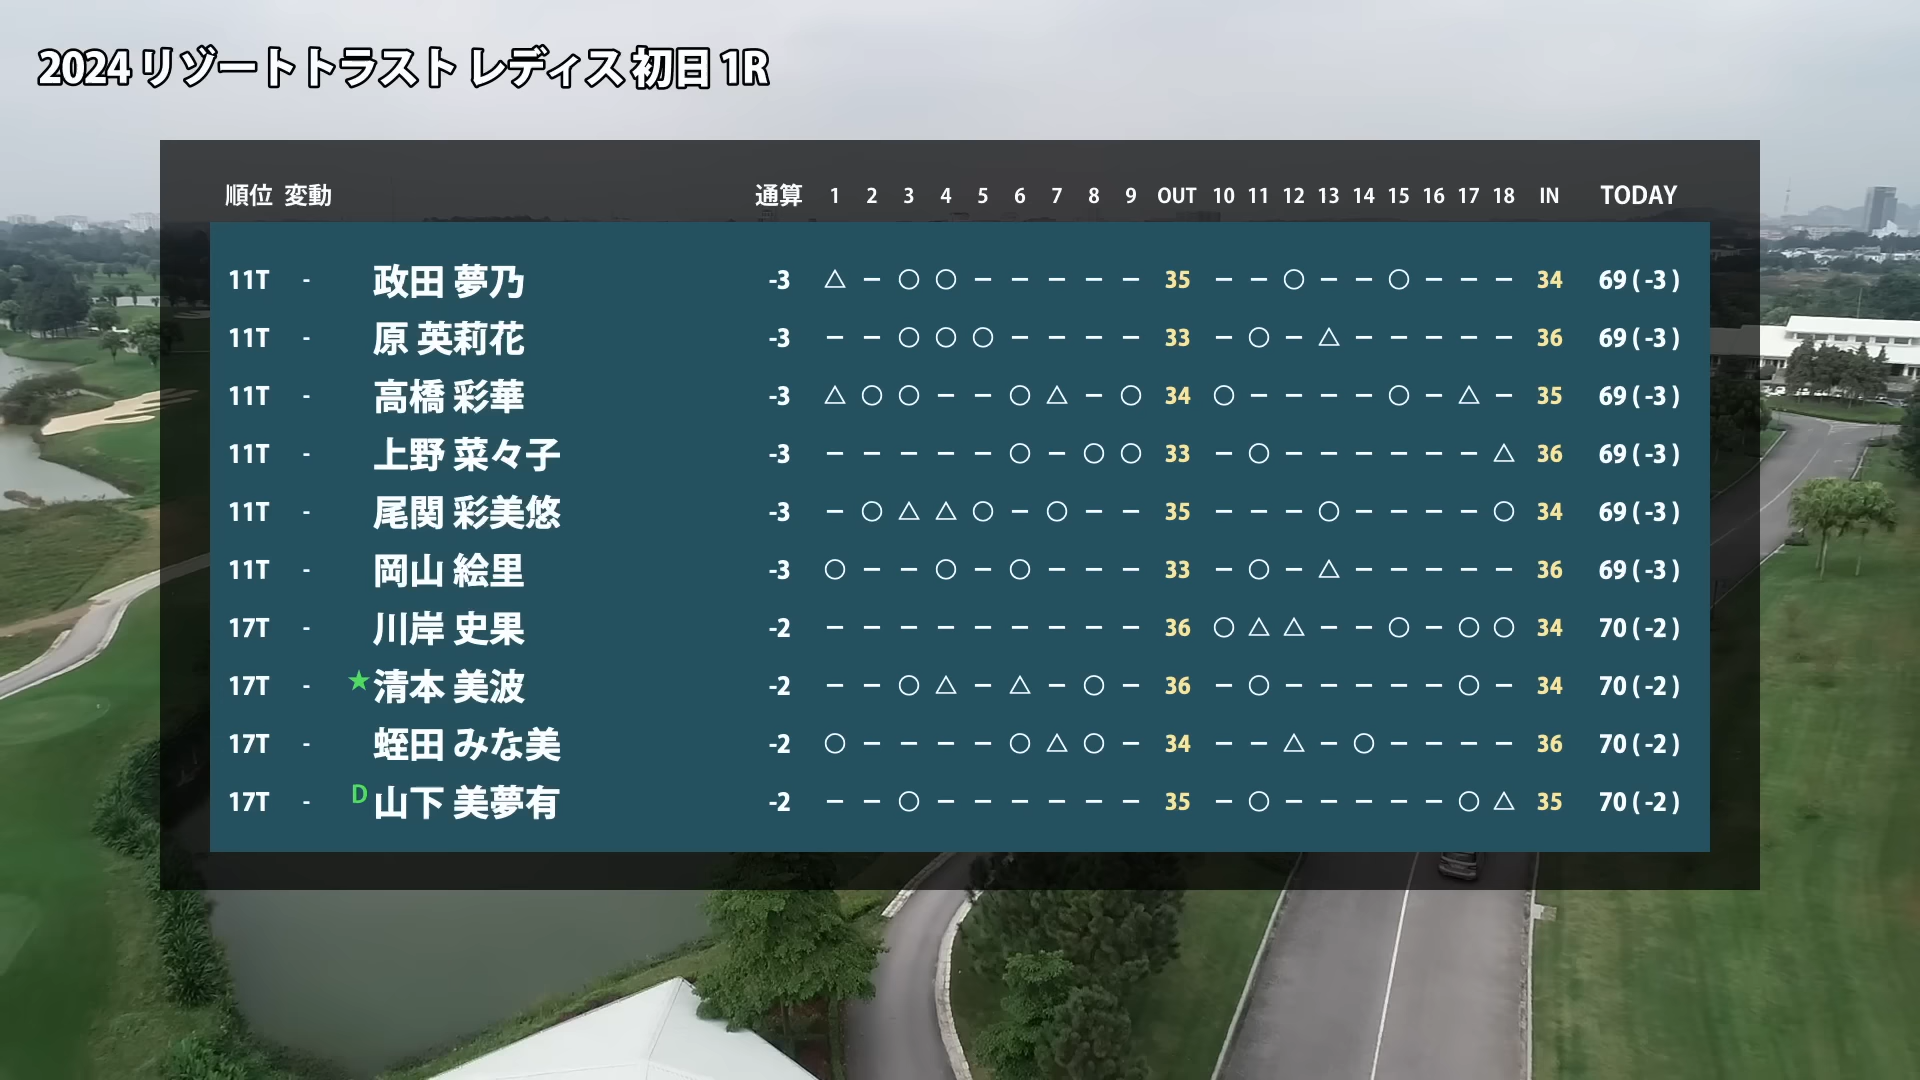 2024 リゾートトラスト レディス 初日 1R
順位 変動 通算 1 2 3 4 5 6 7 8 9 OUT 10 11 12 13 14 15 16 17 18 IN TODAY
11T - 政田 夢乃 -3 △ － ○ ○ － － － － － 35 － － ○ － － ○ － － － 34 69 ( -3 )
11T - 原 英莉花 -3 － － ○ ○ ○ － － － － 33 － ○ － △ － － － － － 36 69 ( -3 )
11T - 高橋 彩華 -3 △ ○ ○ － － ○ △ － ○ 34 ○ － － － － ○ － △ － 35 69 ( -3 )
11T - 上野 菜々子 -3 － － － － － ○ － ○ ○ 33 － ○ － － － － － － △ 36 69 ( -3 )
11T - 尾関 彩美悠 -3 － ○ △ △ ○ － ○ － － 35 － － － ○ － － － － ○ 34 69 ( -3 )
11T - 岡山 絵里 -3 ○ － － ○ － ○ － － － 33 － ○ － △ － － － － － 36 69 ( -3 )
17T - 川岸 史果 -2 － － － － － － － － － 36 ○ △ △ － － ○ － ○ ○ 34 70 ( -2 )
17T - ★清本 美波 -2 － － ○ △ － △ － ○ － 36 － ○ － － － － － ○ － 34 70 ( -2 )
17T - 蛭田 みな美 -2 ○ － － － － ○ △ ○ － 34 － － △ － ○ － － － － 36 70 ( -2 )
17T - D 山下 美夢有 -2 － － ○ － － － － － － 35 － ○ － － － － － ○ △ 35 70 ( -2 )